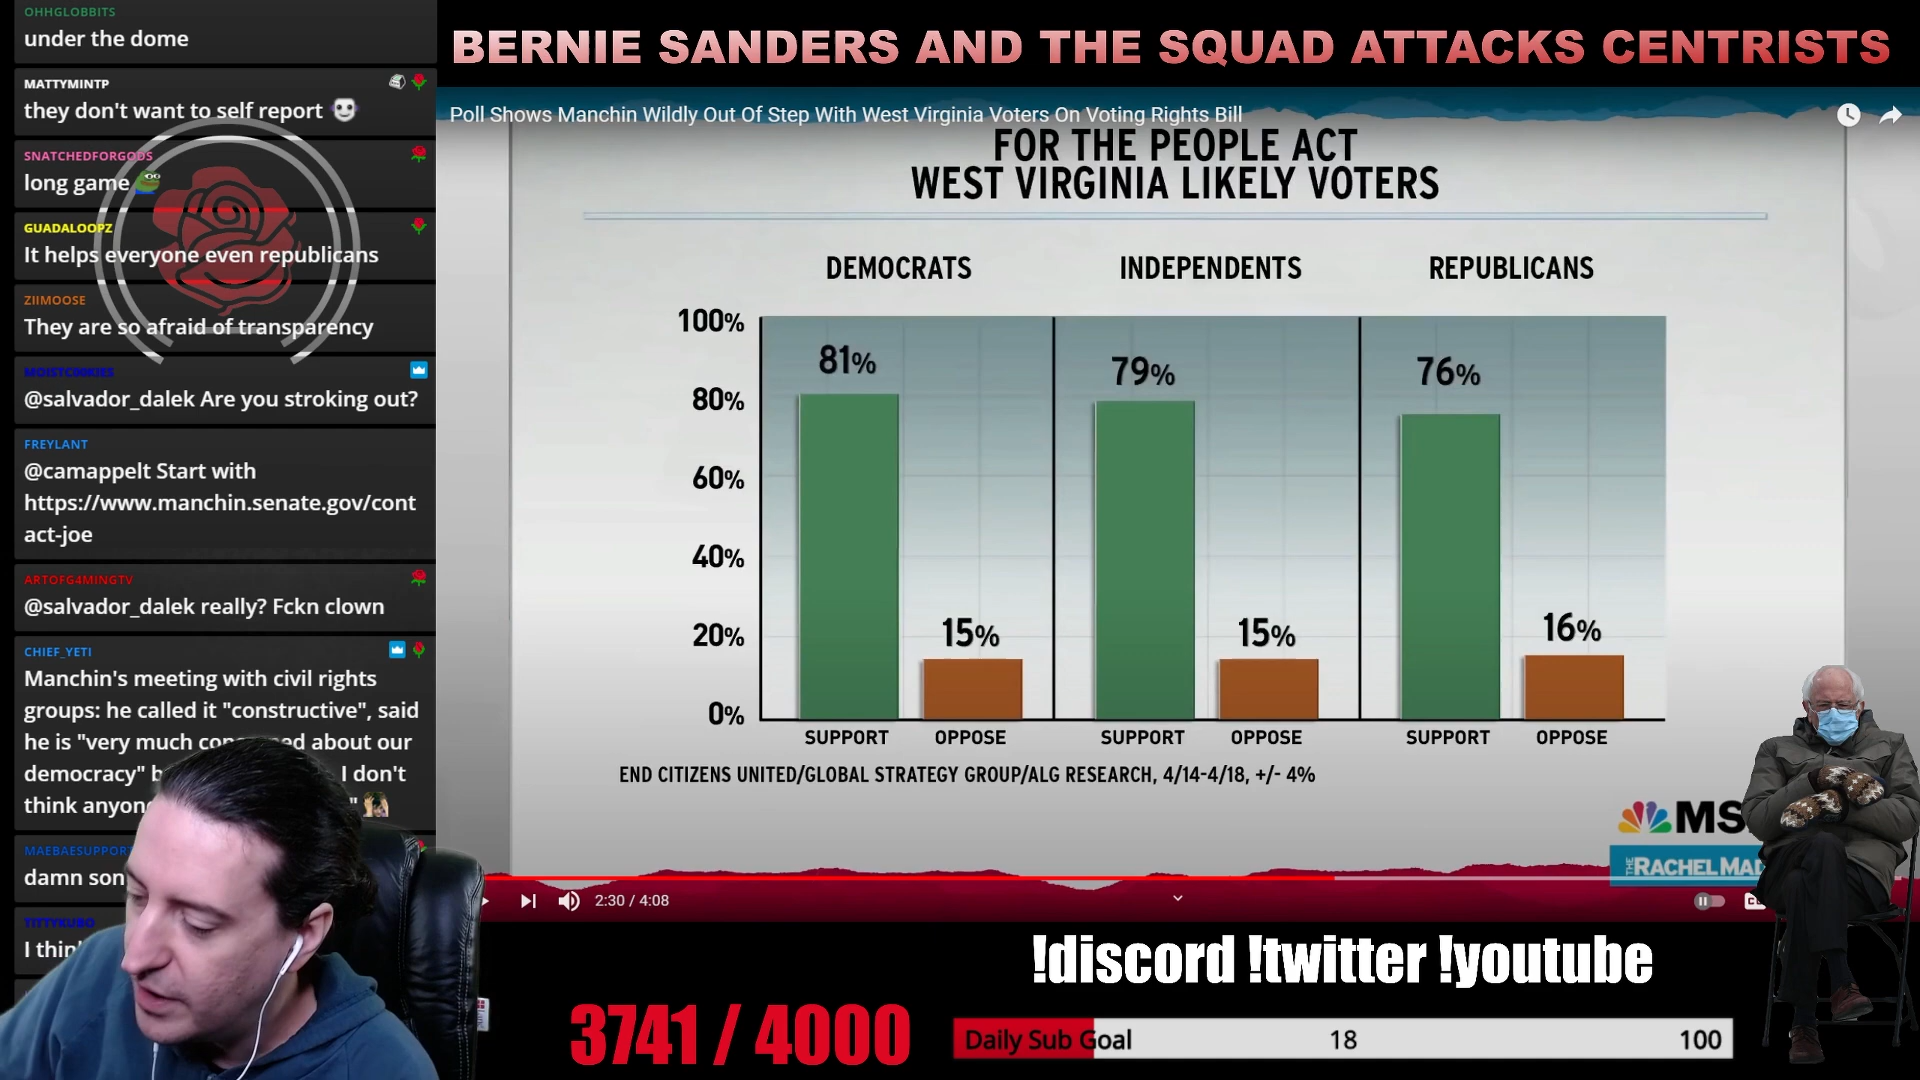 OHHGLOBBITS
under the dome
MATTYMINTP
they don't want to self report
SNATCHEDFORGODS
long game
GUADALOOPZ
It helps everyone even republicans
ZIIMOOSE
They are so afraid of transparency
MOISTC00KIES
@salvador_dalek Are you stroking out?
FREYLANT
@camappelt Start with
https://www.manchin.senate.gov/cont
act-joe
ARTOFG4MINGTV
@salvador_dalek really? Fckn clown
CHIEF_YETI
Manchin's meeting with civil rights
groups: he called it "constructive", said
he is "very much about our
democracy" I don't
think "
damn son
TITTYKUBO
I
BERNIE SANDERS AND THE SQUAD ATTACKS CENTRISTS
Poll Shows Manchin Wildly Out Of Step With West Virginia Voters On Voting Rights Bill
FOR THE PEOPLE ACT
WEST VIRGINIA LIKELY VOTERS
DEMOCRATS INDEPENDENTS REPUBLICANS
100%
80%
60%
40%
20%
0%
81% 79% 76%
15% 15% 16%
SUPPORT OPPOSE SUPPORT OPPOSE SUPPORT OPPOSE
END CITIZENS UNITED/GLOBAL STRATEGY GROUP/ALG RESEARCH, 4/14-4/18, +/- 4%
MS
THE RACHEL MAD
2:30 / 4:08
!discord !twitter !youtube
3741 / 4000
Daily Sub Goal 18 100